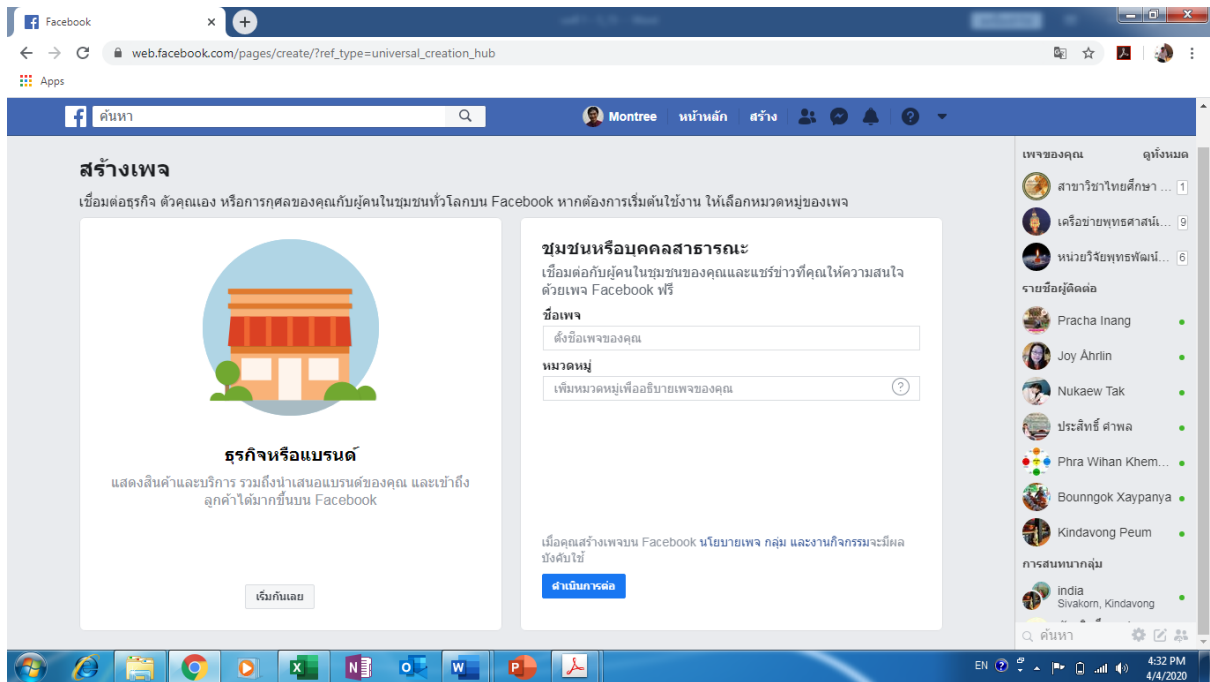 Facebook
web.facebook.com/pages/create/?ref_type=universal_creation_hub
Apps
ค้นหา
Montree หน้าหลัก สร้าง
สร้างเพจ
เชื่อมต่อธุรกิจ ตัวคุณเอง หรือการกุศลของคุณกับผู้คนในชุมชนทั่วโลกบน Facebook หากต้องการเริ่มต้นใช้งาน ให้เลือกหมวดหมู่ของเพจ
ธุรกิจหรือแบรนด์
แสดงสินค้าและบริการ รวมถึงนำเสนอแบรนด์ของคุณ และเข้าถึง
ลูกค้าได้มากขึ้นบน Facebook
เริ่มกันเลย
ชุมชนหรือบุคคลสาธารณะ
เชื่อมต่อกับผู้คนในชุมชนของคุณและแชร์ข่าวที่คุณให้ความสนใจ
ด้วยเพจ Facebook ฟรี
ชื่อเพจ
ตั้งชื่อเพจของคุณ
หมวดหมู่
เพิ่มหมวดหมู่เพื่ออธิบายเพจของคุณ
เมื่อคุณสร้างเพจบน Facebook นโยบายเพจ กลุ่ม และงานกิจกรรมจะมีผล
บังคับใช้
ดำเนินการต่อ
เพจของคุณ ดูทั้งหมด
สาขาวิชาไทยศึกษา ... 1
เครือข่ายพุทธศาสน์เ... 9
หน่วยวิจัยพุทธพัฒน์... 6
รายชื่อผู้ติดต่อ
Pracha Inang
Joy Åhrlin
Nukaew Tak
ประสิทธิ์ ศาพล
Phra Wihan Khem...
Bounngok Xaypanya
Kindavong Peum
การสนทนากลุ่ม
india
Sivakorn, Kindavong
ค้นหา
EN
4:32 PM
4/4/2020